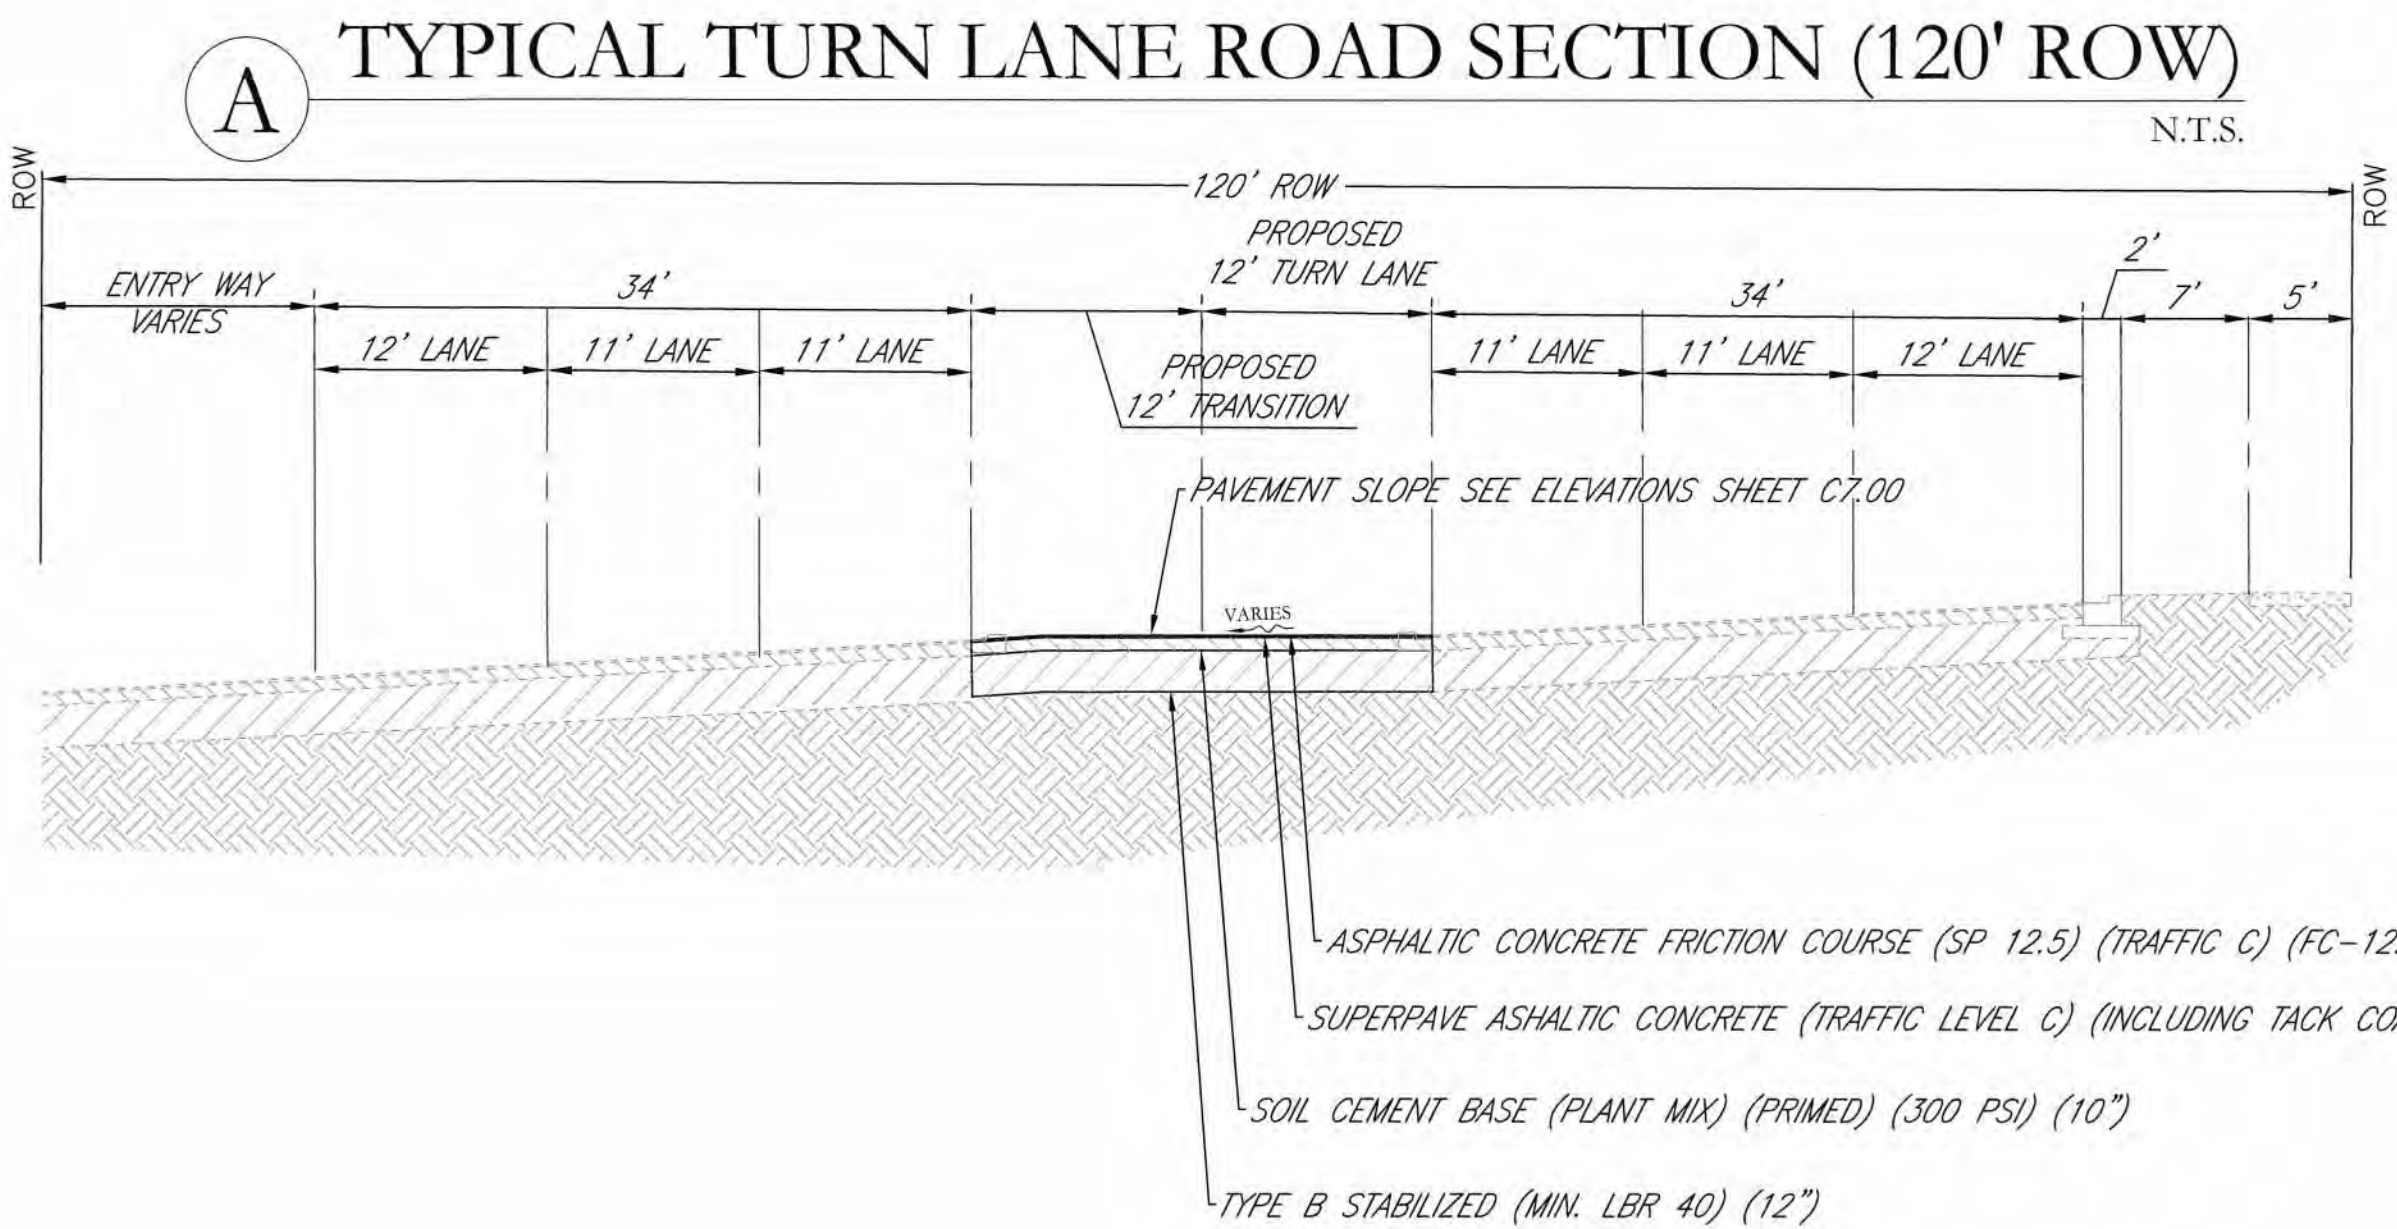 A
TYPICAL TURN LANE ROAD SECTION (120' ROW)
N.T.S.
ROW
120' ROW
ROW
ENTRY WAY
VARIES
34'
PROPOSED
12' TURN LANE
34'
2'
7'
5'
12' LANE
11' LANE
11' LANE
PROPOSED
12' TRANSITION
11' LANE
11' LANE
12' LANE
PAVEMENT SLOPE SEE ELEVATIONS SHEET C7.00
VARIES
ASPHALTIC CONCRETE FRICTION COURSE (SP 12.5) (TRAFFIC C) (FC-12.
SUPERPAVE ASHALTIC CONCRETE (TRAFFIC LEVEL C) (INCLUDING TACK
SOIL CEMENT BASE (PLANT MIX) (PRIMED) (300 PSI) (10")
TYPE B STABILIZED (MIN. LBR 40) (12")